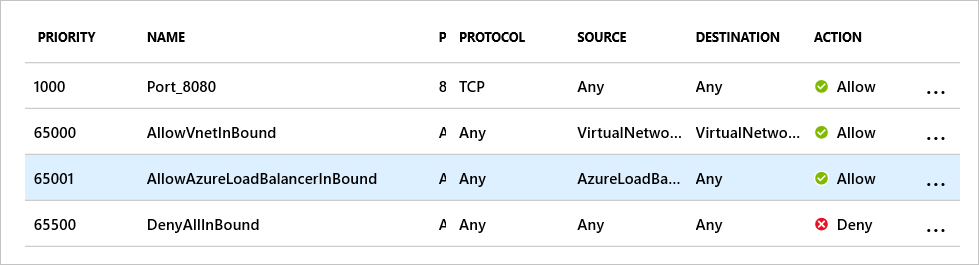 PRIORITY NAME P PROTOCOL SOURCE DESTINATION ACTION
1000 Port_8080 8 TCP Any Any Allow ...
65000 AllowVnetInBound A Any VirtualNetwo... VirtualNetwo... Allow ...
65001 AllowAzureLoadBalancerInBound A Any AzureLoadBa... Any Allow ...
65500 DenyAllInBound A Any Any Any Deny ...